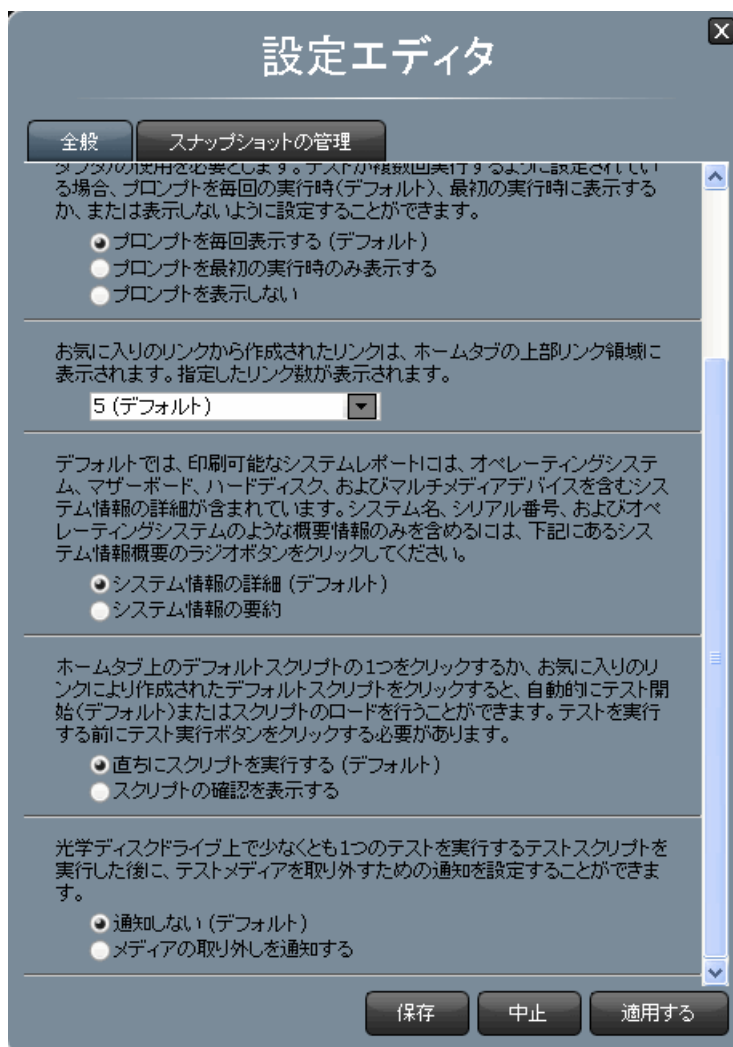 設定エディタ
X
全般
スナップショットの管理
の使用を必要とします。テストが複数回実行するように設定されてい
る場合、プロンプトを毎回の実行時(デフォルト)、最初の実行時に表示する
か、または表示しないように設定することができます。
プロンプトを毎回表示する (デフォルト)
プロンプトを最初の実行時のみ表示する
プロンプトを表示しない
お気に入りのリンクから作成されたリンクは、ホームタブの上部リンク領域に
表示されます。指定したリンク数が表示されます。
5 (デフォルト)
デフォルトでは、印刷可能なシステムレポートには、オペレーティングシステ
ム、マザーボード、ハードディスク、およびマルチメディアデバイスを含むシス
テム情報の詳細が含まれています。システム名、シリアル番号、およびオペ
レーティングシステムのような概要情報のみを含めるには、下記にあるシス
テム情報概要のラジオボタンをクリックしてください。
システム情報の詳細 (デフォルト)
システム情報の要約
ホームタブ上のデフォルトスクリプトの1つをクリックするか、お気に入りのリ
ンクにより作成されたデフォルトスクリプトをクリックすると、自動的にテスト開
始(デフォルト)またはスクリプトのロードを行うことができます。テストを実行
する前にテスト実行ボタンをクリックする必要があります。
直ちにスクリプトを実行する (デフォルト)
スクリプトの確認を表示する
光学ディスクドライブ上で少なくとも1つのテストを実行するテストスクリプトを
実行した後に、テストメディアを取り外すための通知を設定することができま
す。
通知しない (デフォルト)
メディアの取り外しを通知する
保存
中止
適用する